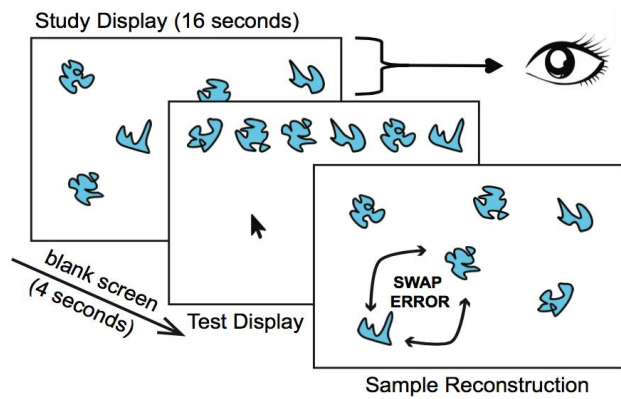 Study Display (16 seconds)
blank screen
(4 seconds)
Test Display
SWAP
ERROR
Sample Reconstruction